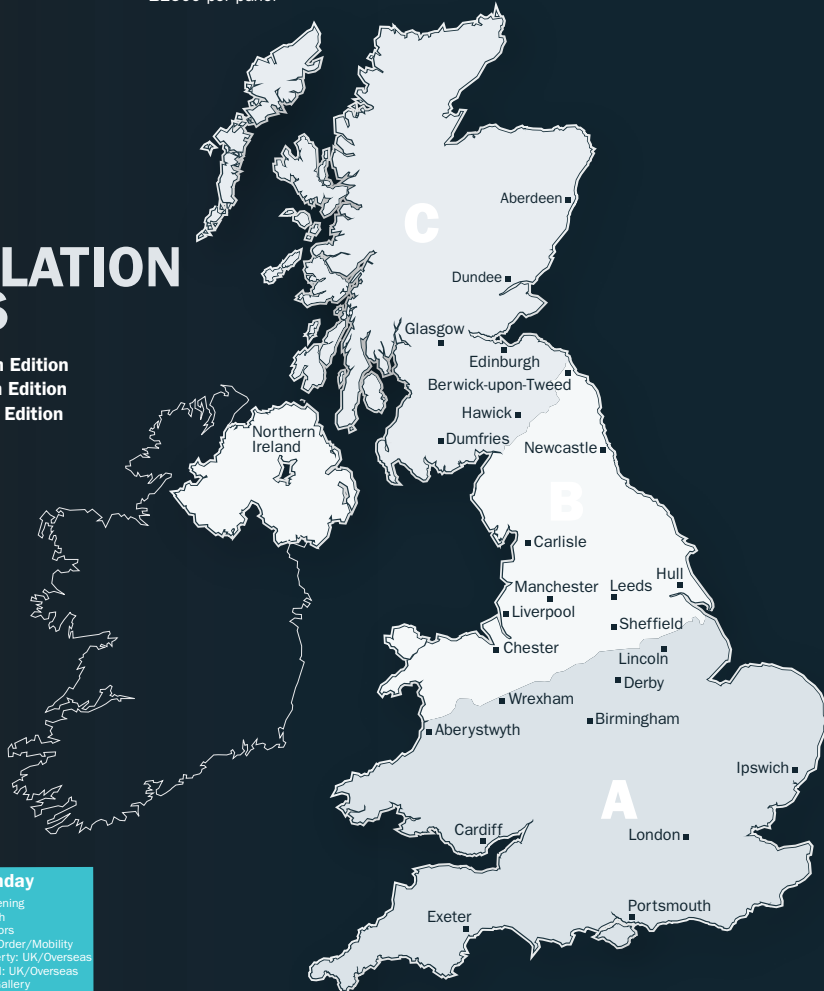 LATION
S
Edition
Edition
Edition
C
Aberdeen
Dundee
Glasgow
Edinburgh
Berwick-upon-Tweed
Hawick
Dumfries
Northern
Ireland
Newcastle
B
Carlisle
Hull
Manchester
Leeds
Liverpool
Sheffield
Chester
Lincoln
Derby
Wrexham
Birmingham
Aberystwyth
Ipswich
A
Cardiff
London
Portsmouth
Exeter
nday
ening
h
ors
Order/Mobility
erty: UK/Overseas
l: UK/Overseas
allery